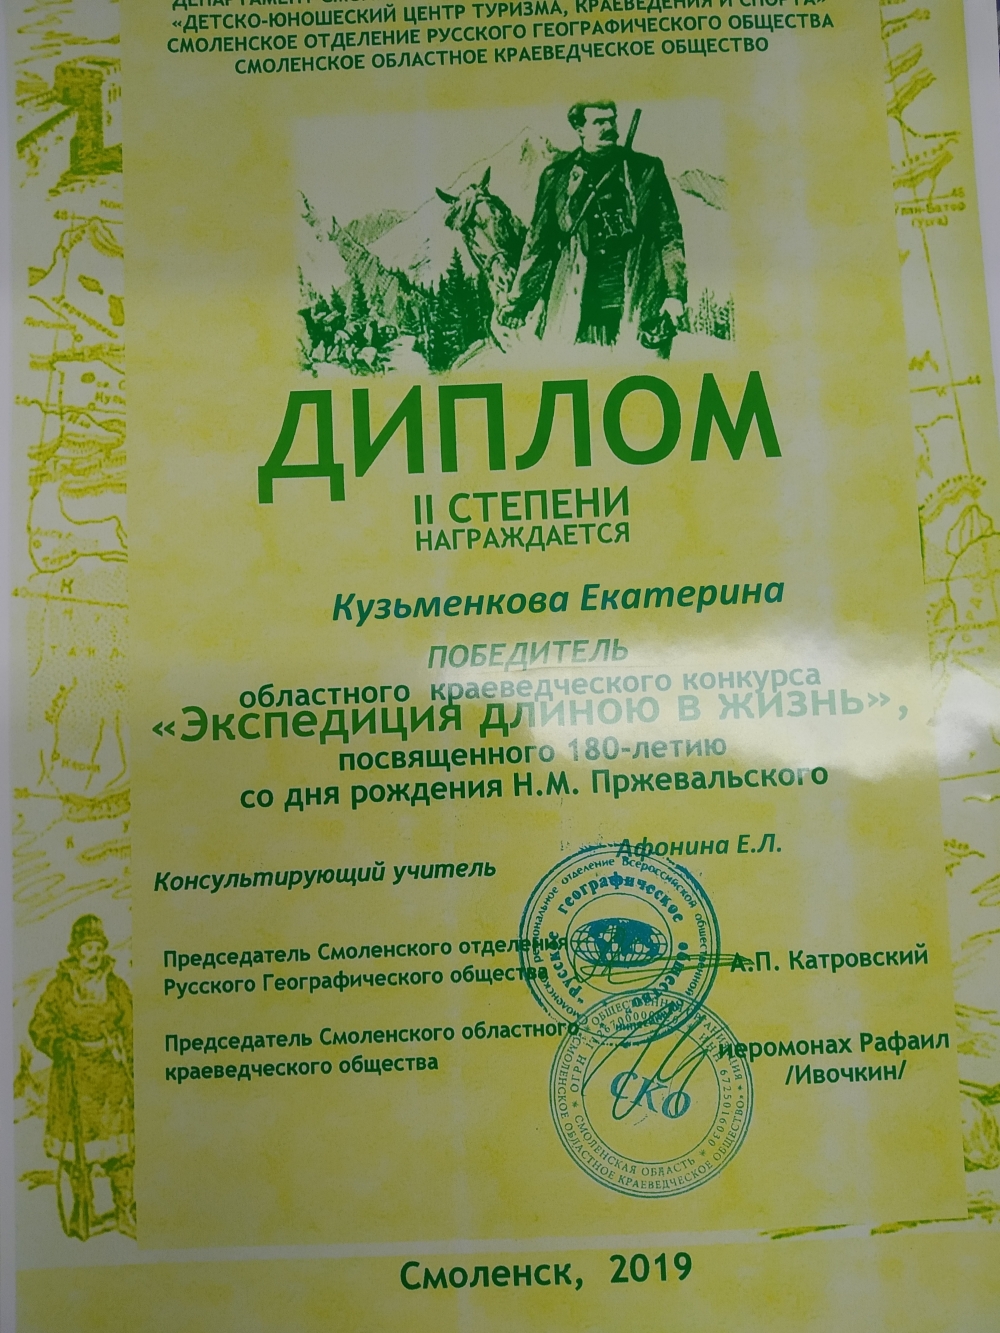 «ДЕТСКО-ЮНОШЕСКИЙ ЦЕНТР ТУРИЗМА, КРАЕВЕДЕНИЯ И СПОРТА»
СМОЛЕНСКОЕ ОТДЕЛЕНИЕ РУССКОГО ГЕОГРАФИЧЕСКОГО ОБЩЕСТВА
СМОЛЕНСКОЕ ОБЛАСТНОЕ КРАЕВЕДЧЕСКОЕ ОБЩЕСТВО
ДИПЛОМ
II СТЕПЕНИ
НАГРАЖДАЕТСЯ
Кузьменкова Екатерина
ПОБЕДИТЕЛЬ
областного краеведческого конкурса
«Экспедиция длиною в жизнь»,
посвященного 180-летию
со дня рождения Н.М. Пржевальского
Афонина Е.Л.
Консультирующий учитель
Председатель Смоленского отделения
Русского Географического общества
А.П. Катровский
Председатель Смоленского областного
краеведческого общества
иеромонах Рафаил
/Ивочкин/
русское географическое общество
СКО
СМОЛЕНСКАЯ ОБЛАСТЬ
СМОЛЕНСКОЕ ОБЛАСТНОЕ КРАЕВЕДЧЕСКОЕ ОБЩЕСТВО
Смоленск, 2019